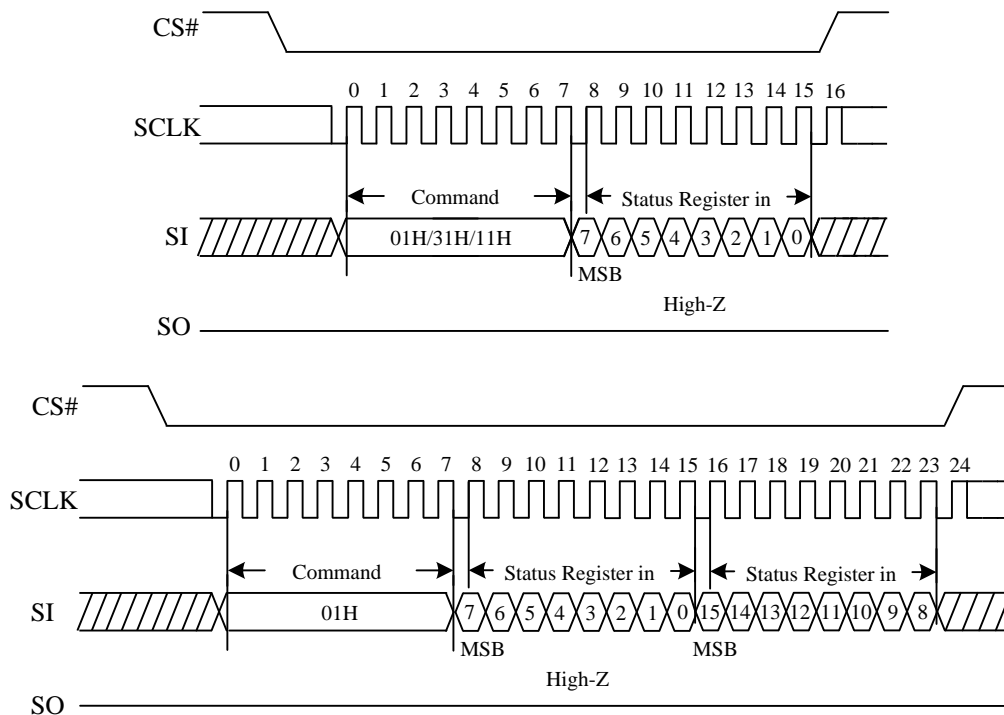 CS#
0 1 2 3 4 5 6 7 8 9 10 11 12 13 14 15 16
SCLK
Command Status Register in
SI 01H/31H/11H 7 6 5 4 3 2 1 0
MSB
High-Z
SO
CS#
0 1 2 3 4 5 6 7 8 9 10 11 12 13 14 15 16 17 18 19 20 21 22 23 24
SCLK
Command Status Register in Status Register in
SI 01H 7 6 5 4 3 2 1 0 15 14 13 12 11 10 9 8
MSB MSB
High-Z
SO